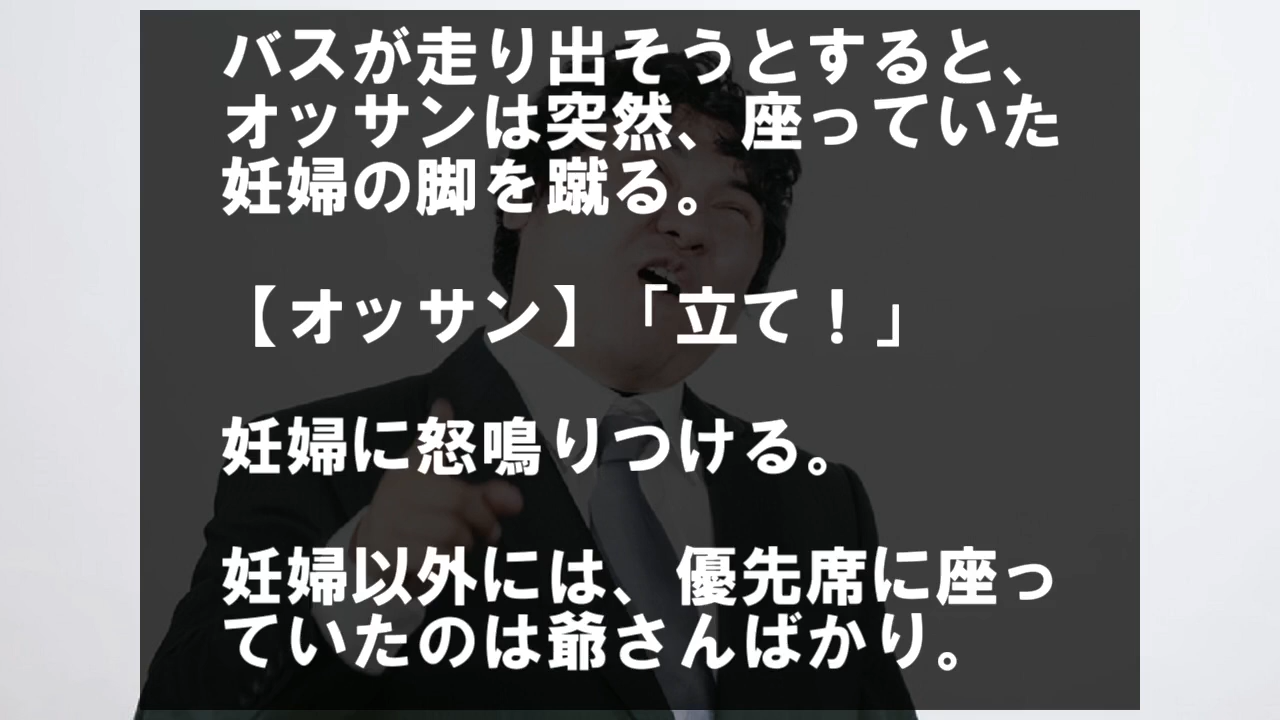 バスが走り出そうとすると、
オッサンは突然、座っていた
妊婦の脚を蹴る。
【オッサン】「立て！」
妊婦に怒鳴りつける。
妊婦以外には、優先席に座っ
ていたのは爺さんばかり。